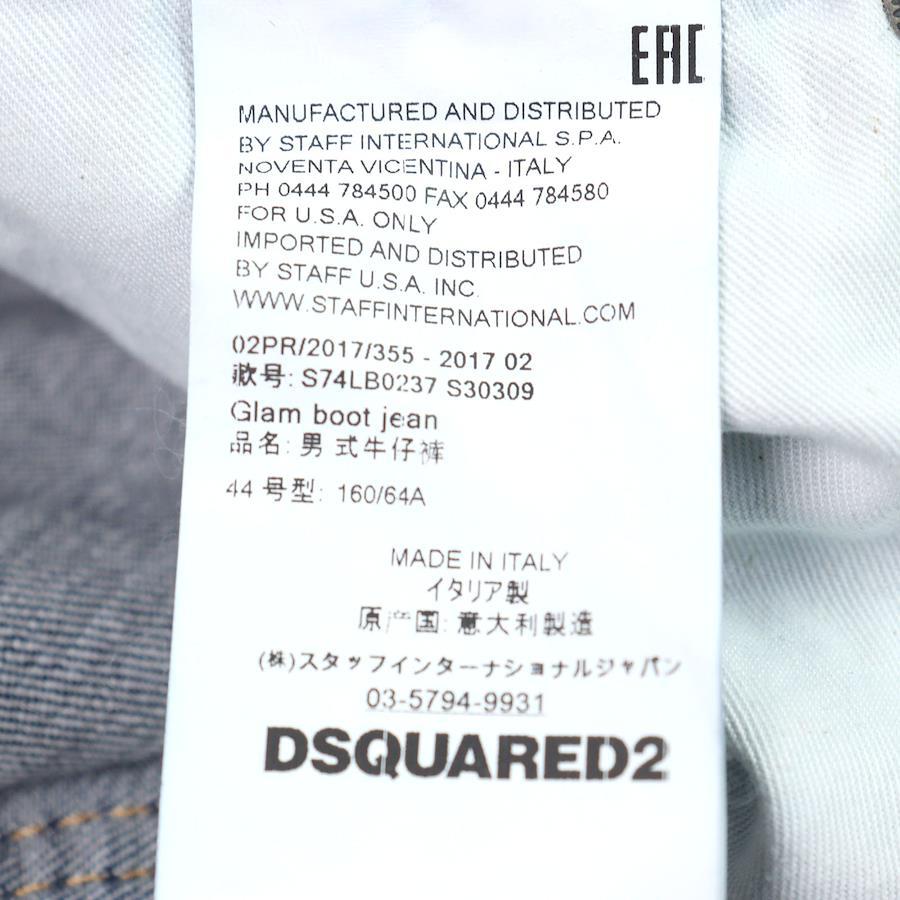 EAC
MANUFACTURED AND DISTRIBUTED
BY STAFF INTERNATIONAL S.P.A.
NOVENTA VICENTINA - ITALY
PH 0444 784500 FAX 0444 784580
FOR U.S.A. ONLY
IMPORTED AND DISTRIBUTED
BY STAFF U.S.A. INC.
WWW.STAFFINTERNATIONAL.COM
02PR/2017/355 - 2017 02
款号: S74LB0237 S30309
Glam boot jean
品名: 男 式牛仔裤
44 号型: 160/64A
MADE IN ITALY
イタリア製
原产国: 意大利製造
(株)スタッフインターナショナルジャパン
03-5794-9931
DSQUARED2